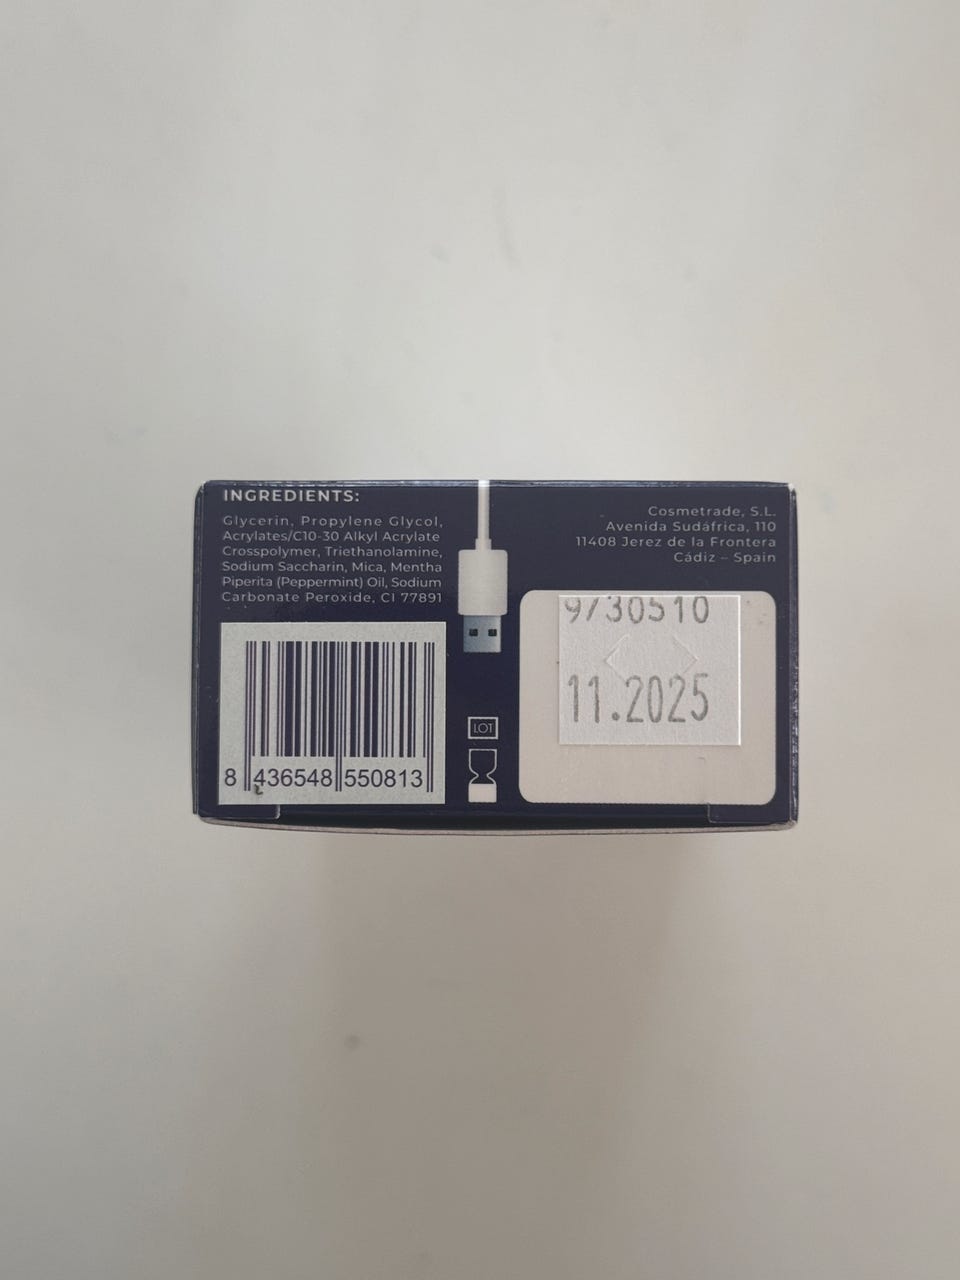 INGREDIENTS:
Glycerin, Propylene Glycol,
Acrylates/C10-30 Alkyl Acrylate
Crosspolymer, Triethanolamine,
Sodium Saccharin, Mica, Mentha
Piperita (Peppermint) Oil, Sodium
Carbonate Peroxide, CI 77891
8 436548 550813
LOT
Cosmetrade, S.L.
Avenida Sudáfrica, 110
11408 Jerez de la Frontera
Cádiz – Spain
9/30510
11.2025